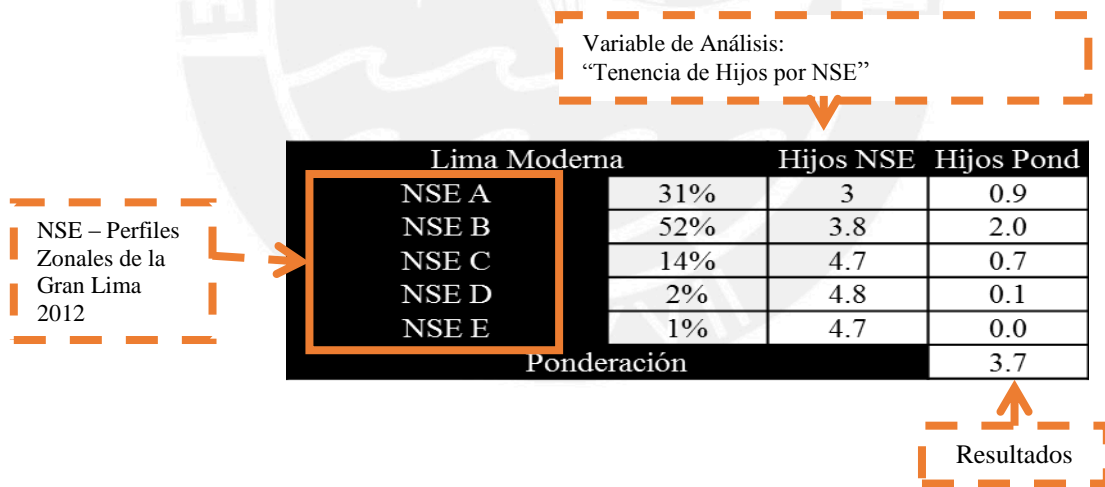 Variable de Análisis:
“Tenencia de Hijos por NSE”
Lima Moderna Hijos NSE Hijos Pond
NSE A 31% 3 0.9
NSE B 52% 3.8 2.0
NSE C 14% 4.7 0.7
NSE D 2% 4.8 0.1
NSE E 1% 4.7 0.0
Ponderación 3.7
NSE – Perfiles
Zonales de la
Gran Lima
2012
Resultados